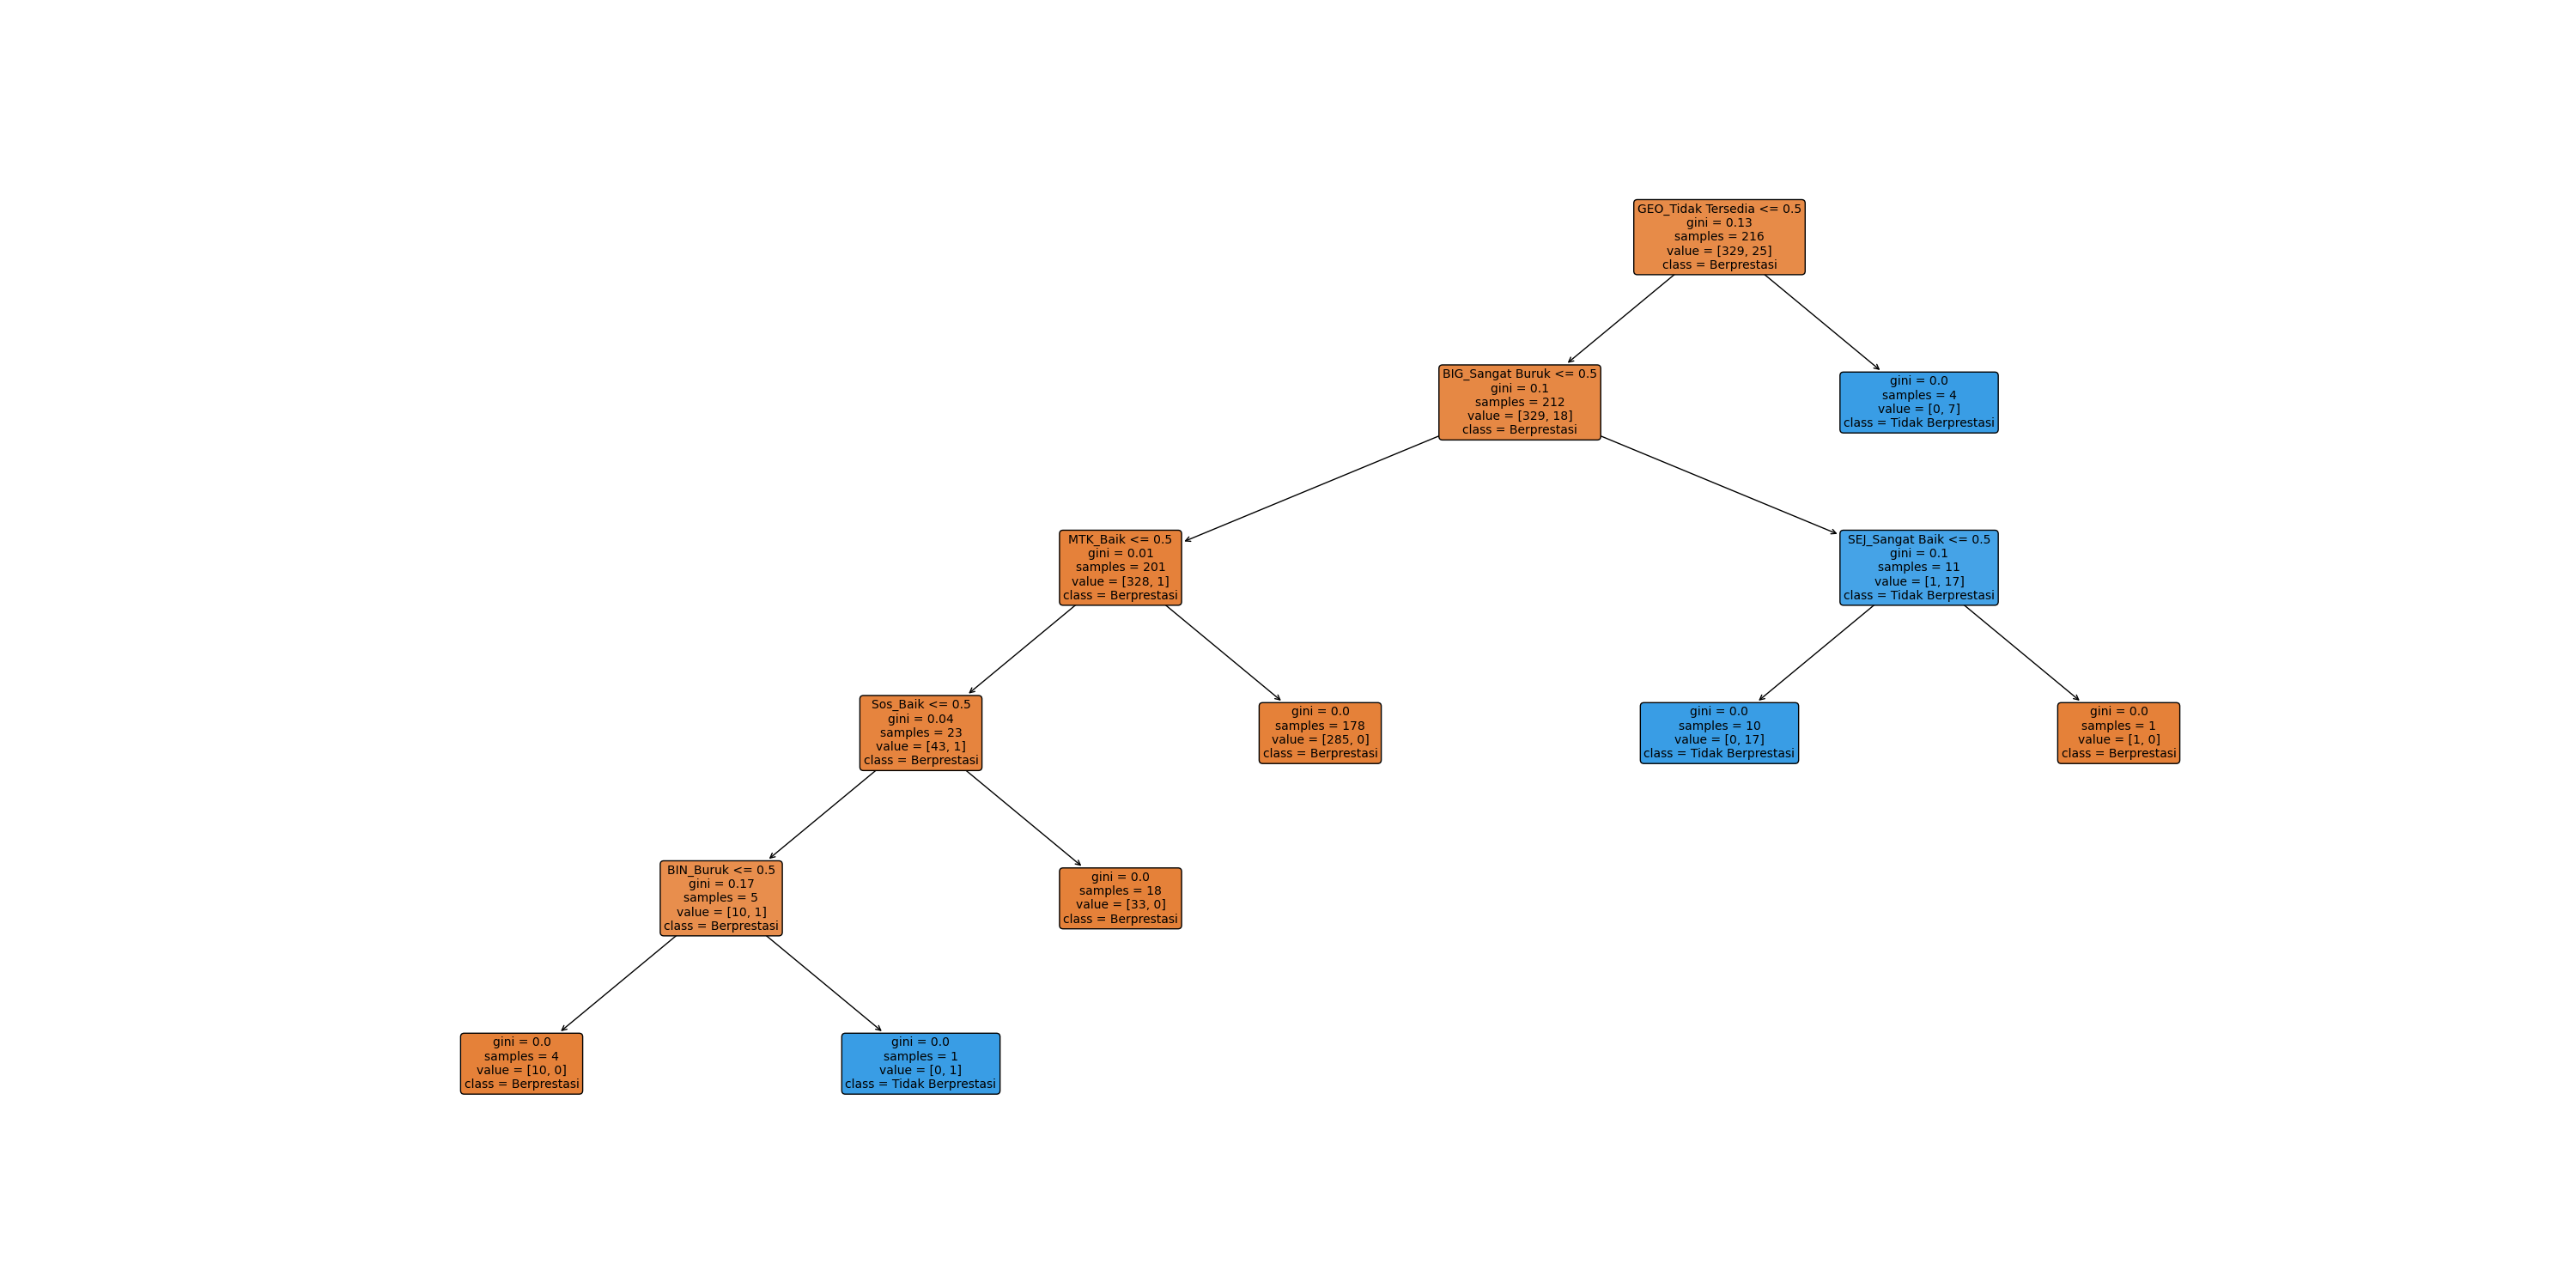 GEO_Tidak Tersedia <= 0.5
gini = 0.13
samples = 216
value = [329, 25]
class = Berprestasi
BIG_Sangat Buruk <= 0.5
gini = 0.1
samples = 212
value = [329, 18]
class = Berprestasi
gini = 0.0
samples = 4
value = [0, 7]
class = Tidak Berprestasi
MTK_Baik <= 0.5
gini = 0.01
samples = 201
value = [328, 1]
class = Berprestasi
SEJ_Sangat Baik <= 0.5
gini = 0.1
samples = 11
value = [1, 17]
class = Tidak Berprestasi
Sos_Baik <= 0.5
gini = 0.04
samples = 23
value = [43, 1]
class = Berprestasi
gini = 0.0
samples = 178
value = [285, 0]
class = Berprestasi
gini = 0.0
samples = 10
value = [0, 17]
class = Tidak Berprestasi
gini = 0.0
samples = 1
value = [1, 0]
class = Berprestasi
BIN_Buruk <= 0.5
gini = 0.17
samples = 5
value = [10, 1]
class = Berprestasi
gini = 0.0
samples = 18
value = [33, 0]
class = Berprestasi
gini = 0.0
samples = 4
value = [10, 0]
class = Berprestasi
gini = 0.0
samples = 1
value = [0, 1]
class = Tidak Berprestasi